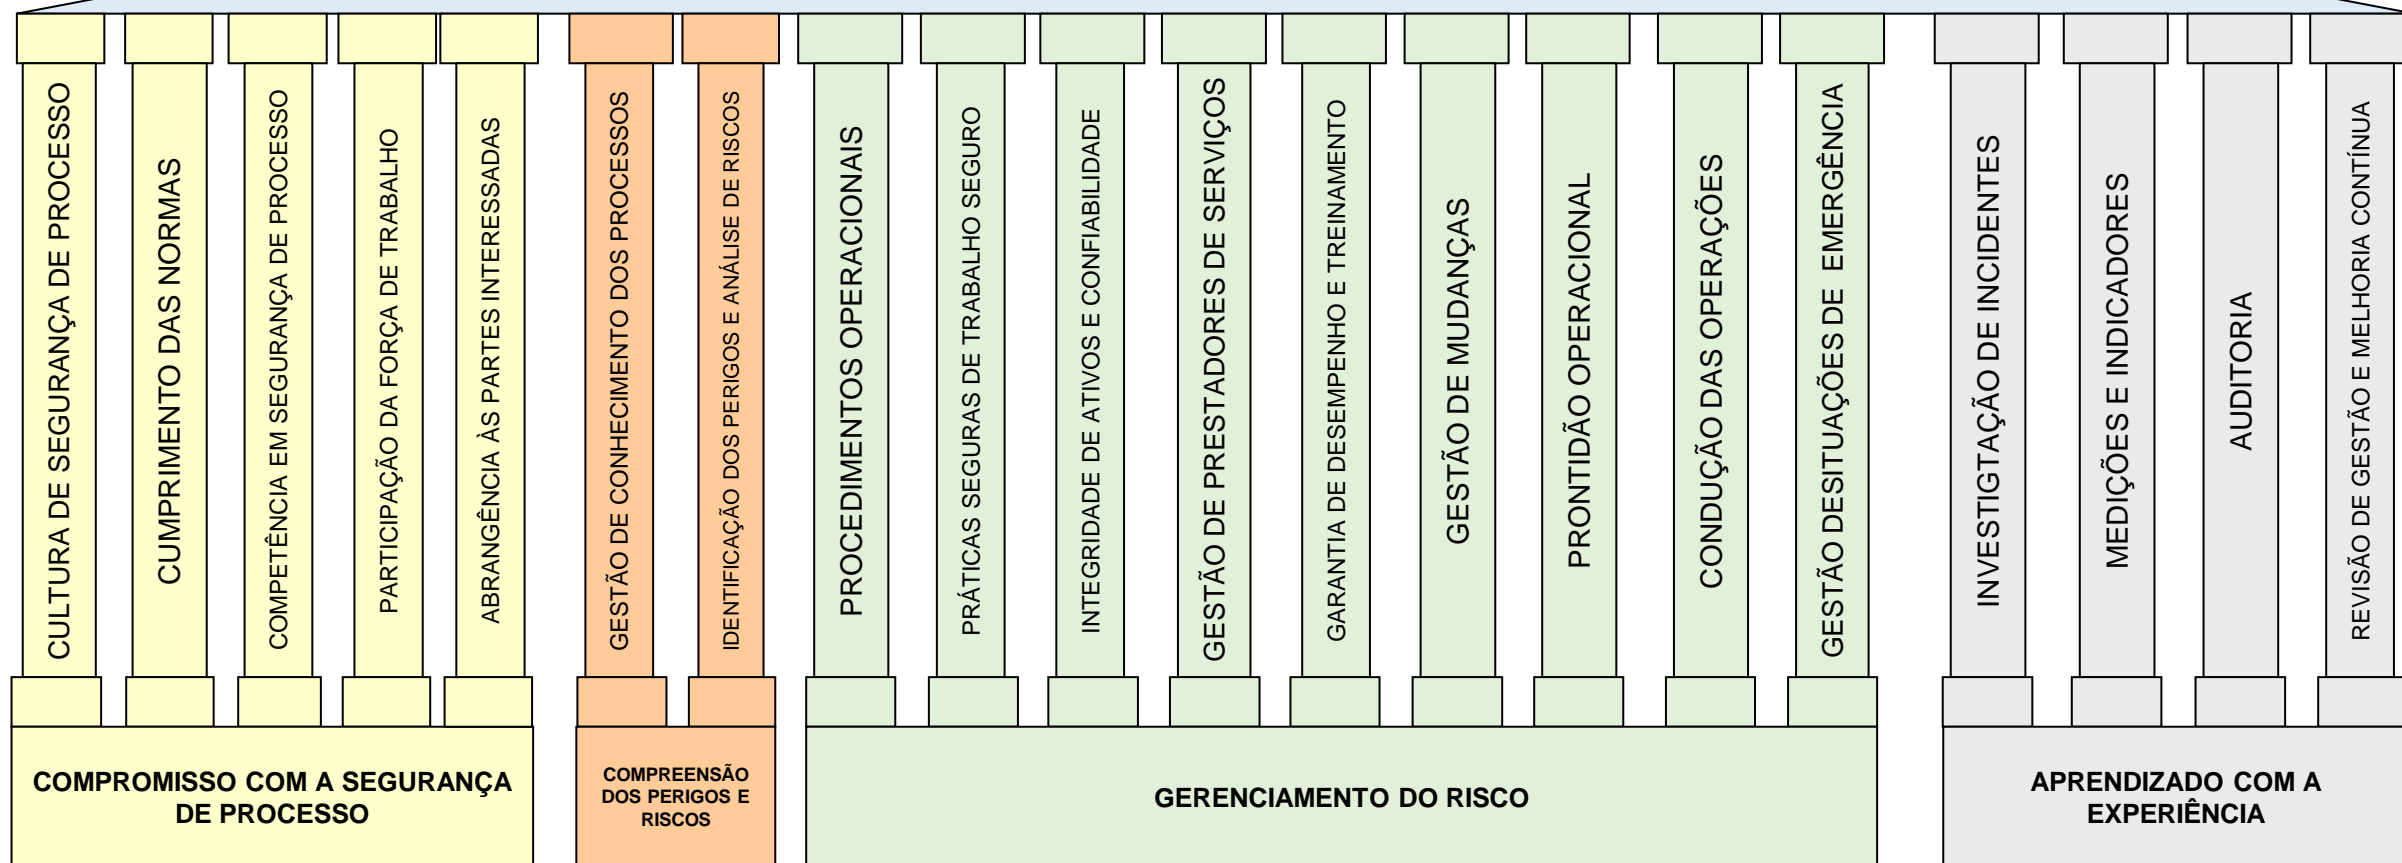 CULTURA DE SEGURANÇA DE PROCESSO
CUMPRIMENTO DAS NORMAS
COMPETÊNCIA EM SEGURANÇA DE PROCESSO
PARTICIPAÇÃO DA FORÇA DE TRABALHO
ABRANGÊNCIA ÀS PARTES INTERESSADAS
GESTÃO DE CONHECIMENTO DOS PROCESSOS
IDENTIFICAÇÃO DOS PERIGOS E ANÁLISE DE RISCOS
PROCEDIMENTOS OPERACIONAIS
PRÁTICAS SEGURAS DE TRABALHO SEGURO
INTEGRIDADE DE ATIVOS E CONFIABILIDADE
GESTÃO DE PRESTADORES DE SERVIÇOS
GARANTIA DE DESEMPENHO E TREINAMENTO
GESTÃO DE MUDANÇAS
PRONTIDÃO OPERACIONAL
CONDUÇÃO DAS OPERAÇÕES
GESTÃO DESITUAÇÕES DE EMERGÊNCIA
INVESTIGTAÇÃO DE INCIDENTES
MEDIÇÕES E INDICADORES
AUDITORIA
REVISÃO DE GESTÃO E MELHORIA CONTÍNUA
COMPROMISSO COM A SEGURANÇA
DE PROCESSO
COMPREENSÃO
DOS PERIGOS E
RISCOS
GERENCIAMENTO DO RISCO
APRENDIZADO COM A
EXPERIÊNCIA